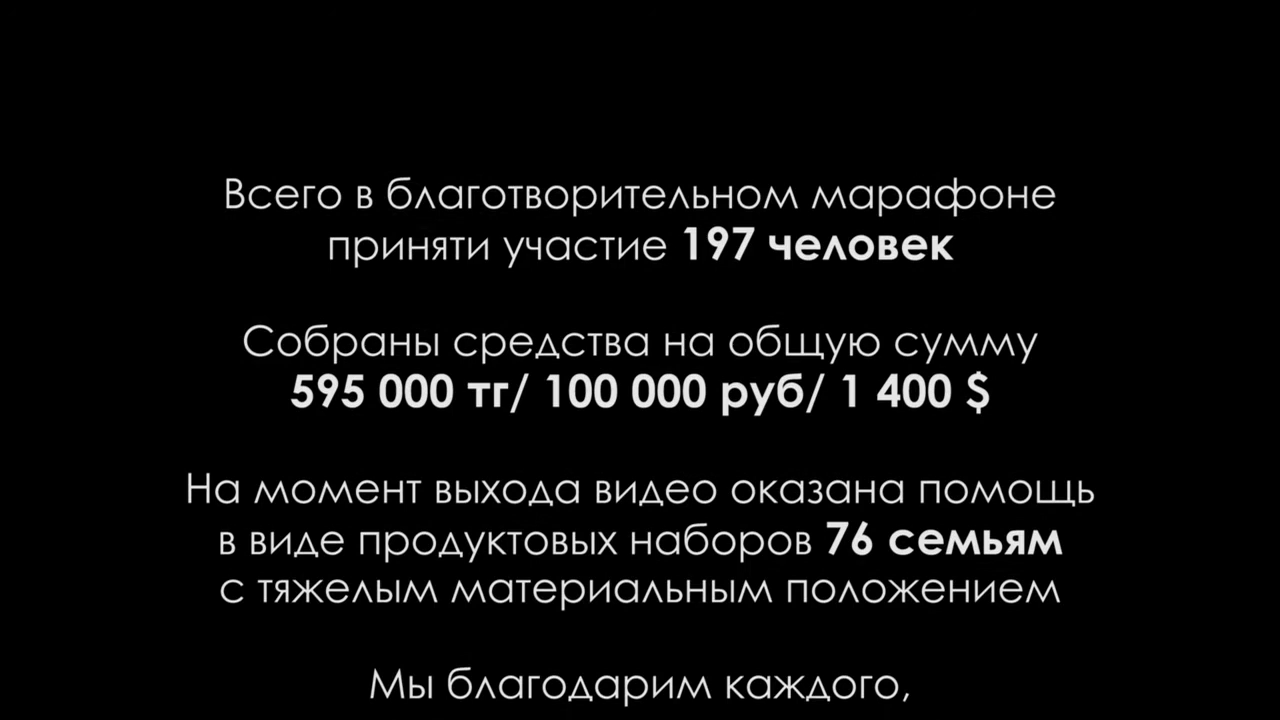 Всего в благотворительном марафоне
приняти участие 197 человек
Собраны средства на общую сумму
595 000 тг/ 100 000 руб/ 1 400 $
На момент выхода видео оказана помощь
в виде продуктовых наборов 76 семьям
с тяжелым материальным положением
Мы благодарим каждого,